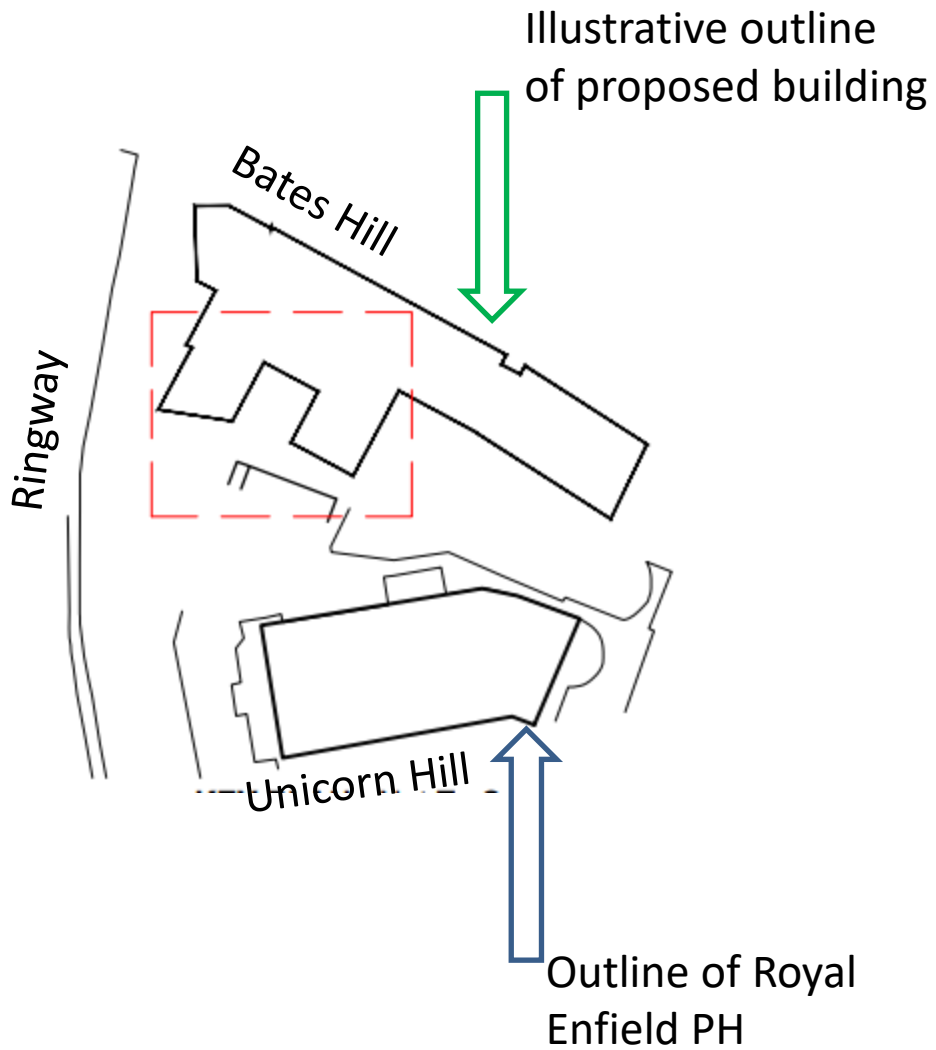 Illustrative outline
of proposed building
Bates Hill
Ringway
Unicorn Hill
Outline of Royal
Enfield PH